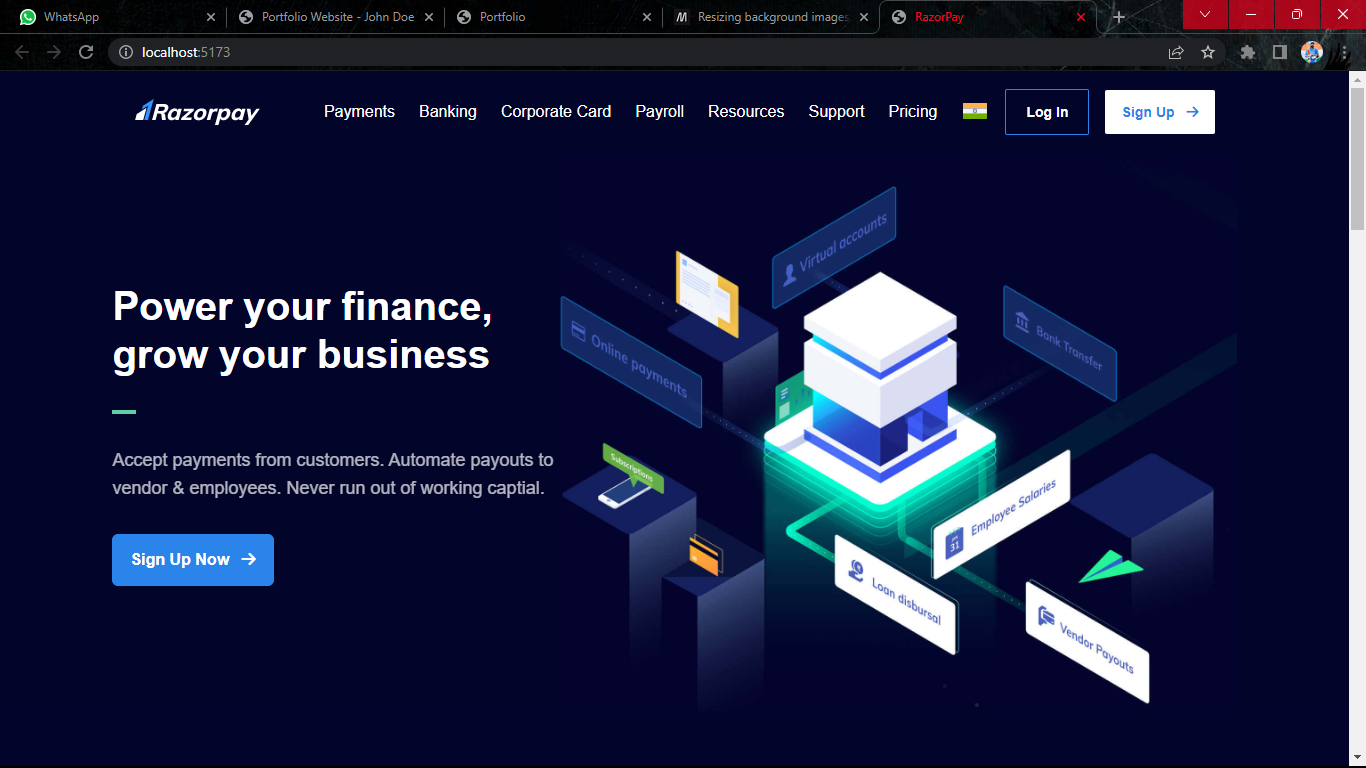 WhatsApp
Portfolio Website - John Doe
Portfolio
Resizing background images
RazorPay
localhost:5173
Razorpay
Payments
Banking
Corporate Card
Payroll
Resources
Support
Pricing
Log In
Sign Up
Power your finance,
grow your business
Accept payments from customers. Automate payouts to
vendor & employees. Never run out of working captial.
Sign Up Now
Virtual accounts
Online payments
Bank Transfer
Subscriptions
Employee Salaries
31
Loan disbursal
Vendor Payouts